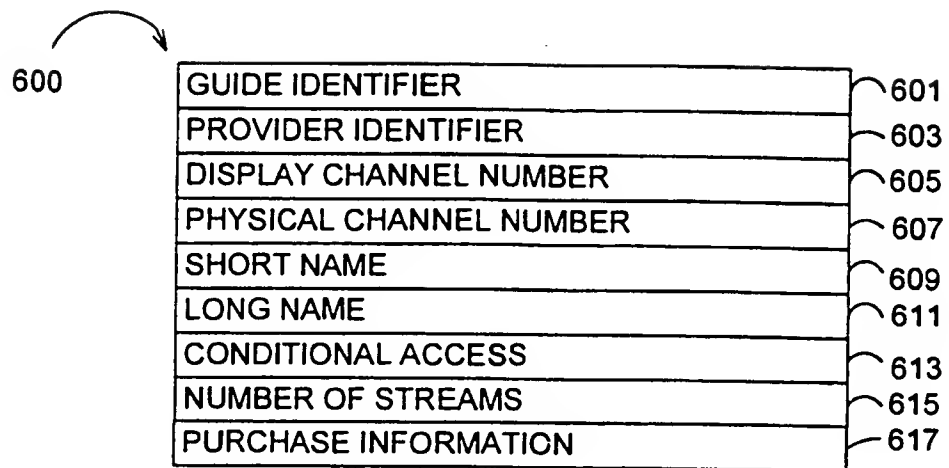 600
GUIDE IDENTIFIER 601
PROVIDER IDENTIFIER 603
DISPLAY CHANNEL NUMBER 605
PHYSICAL CHANNEL NUMBER 607
SHORT NAME 609
LONG NAME 611
CONDITIONAL ACCESS 613
NUMBER OF STREAMS 615
PURCHASE INFORMATION 617